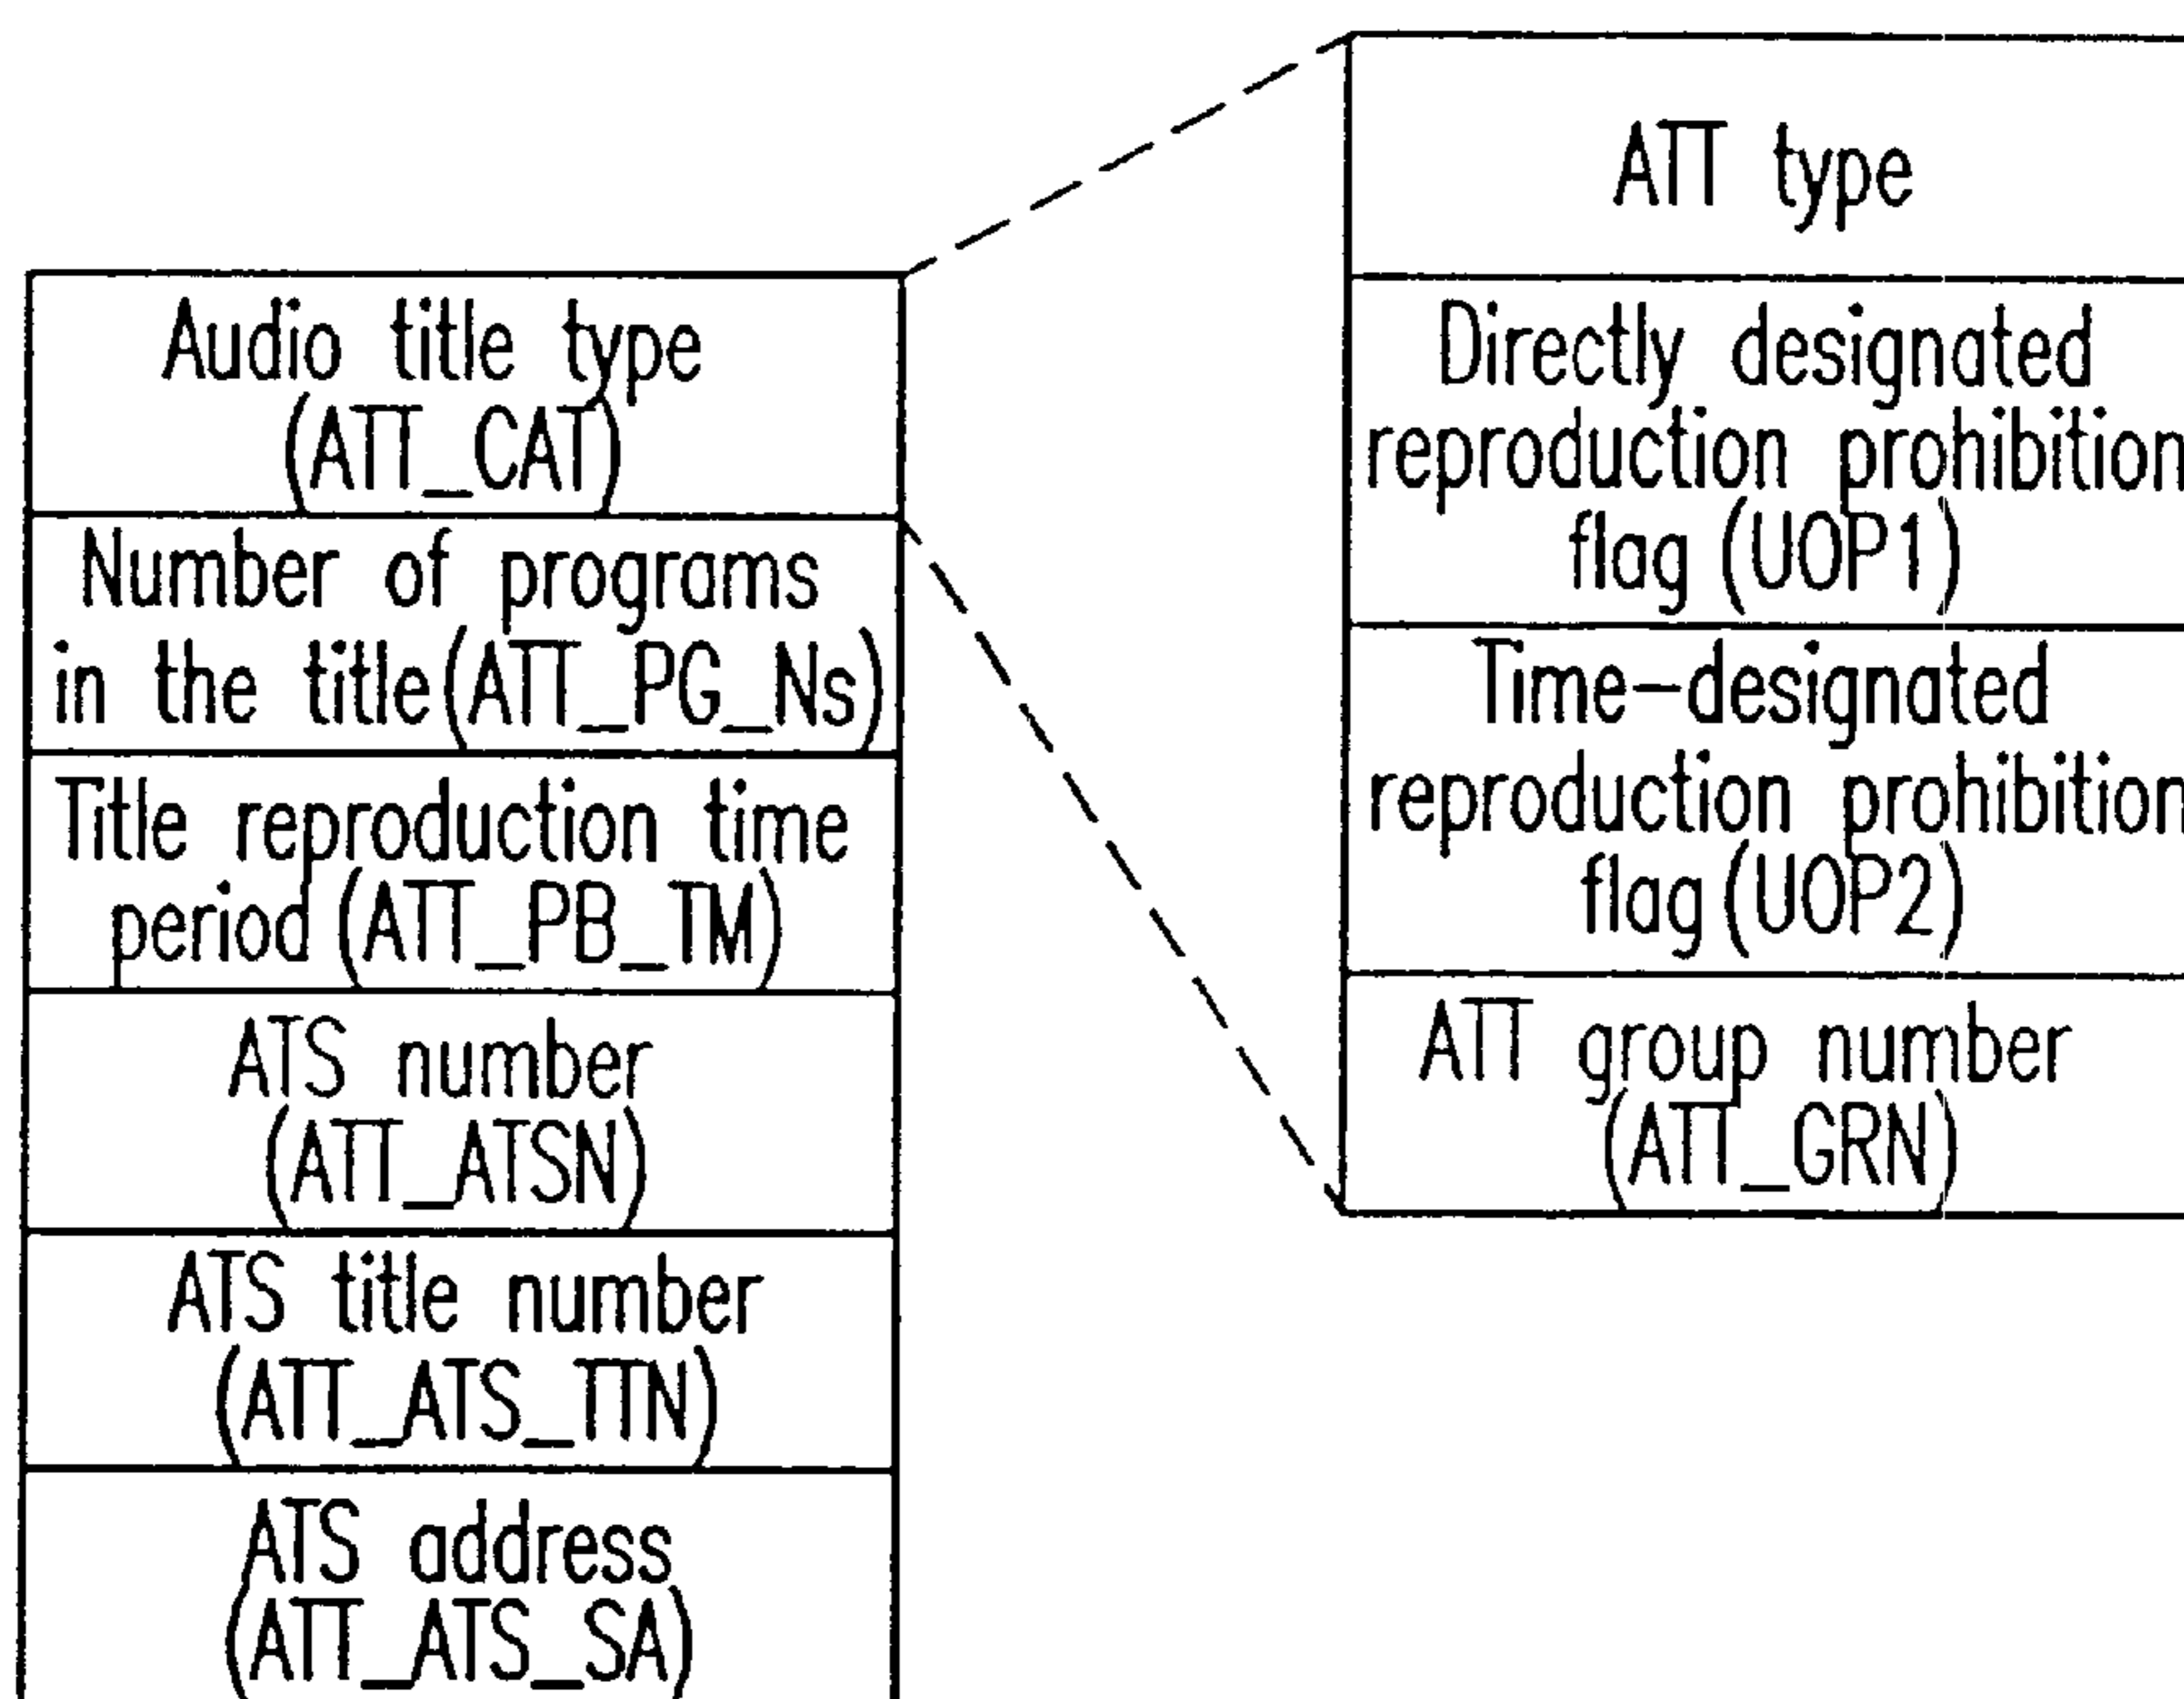 Audio title type
(ATT_CAT)
Number of programs
in the title(ATT_PG_Ns)
Title reproduction time
period(ATT_PB_TM)
ATS number
(ATT_ATSN)
ATS title number
(ATT_ATS_TTN)
ATS address
(ATT_ATS_SA)
ATT type
Directly designated
reproduction prohibition
flag (UOP1)
Time-designated
reproduction prohibition
flag(UOP2)
ATT group number
(ATT_GRN)